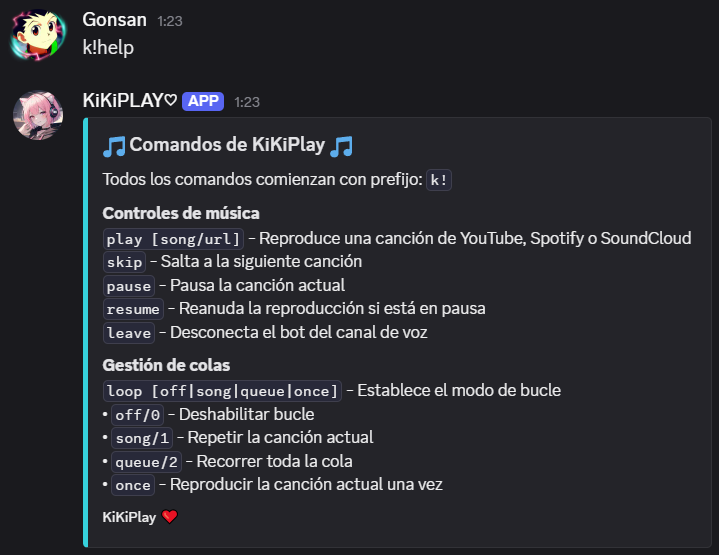 Gonsan 1:23
k!help
KiKiPLAY♡ APP 1:23
🎵 Comandos de KiKiPlay 🎵
Todos los comandos comienzan con prefijo: k!
Controles de música
play [song/url] - Reproduce una canción de YouTube, Spotify o SoundCloud
skip - Salta a la siguiente canción
pause - Pausa la canción actual
resume - Reanuda la reproducción si está en pausa
leave - Desconecta el bot del canal de voz
Gestión de colas
loop [off|song|queue|once] - Establece el modo de bucle
• off/0 - Deshabilitar bucle
• song/1 - Repetir la canción actual
• queue/2 - Recorrer toda la cola
• once - Reproducir la canción actual una vez
KiKiPlay ❤️